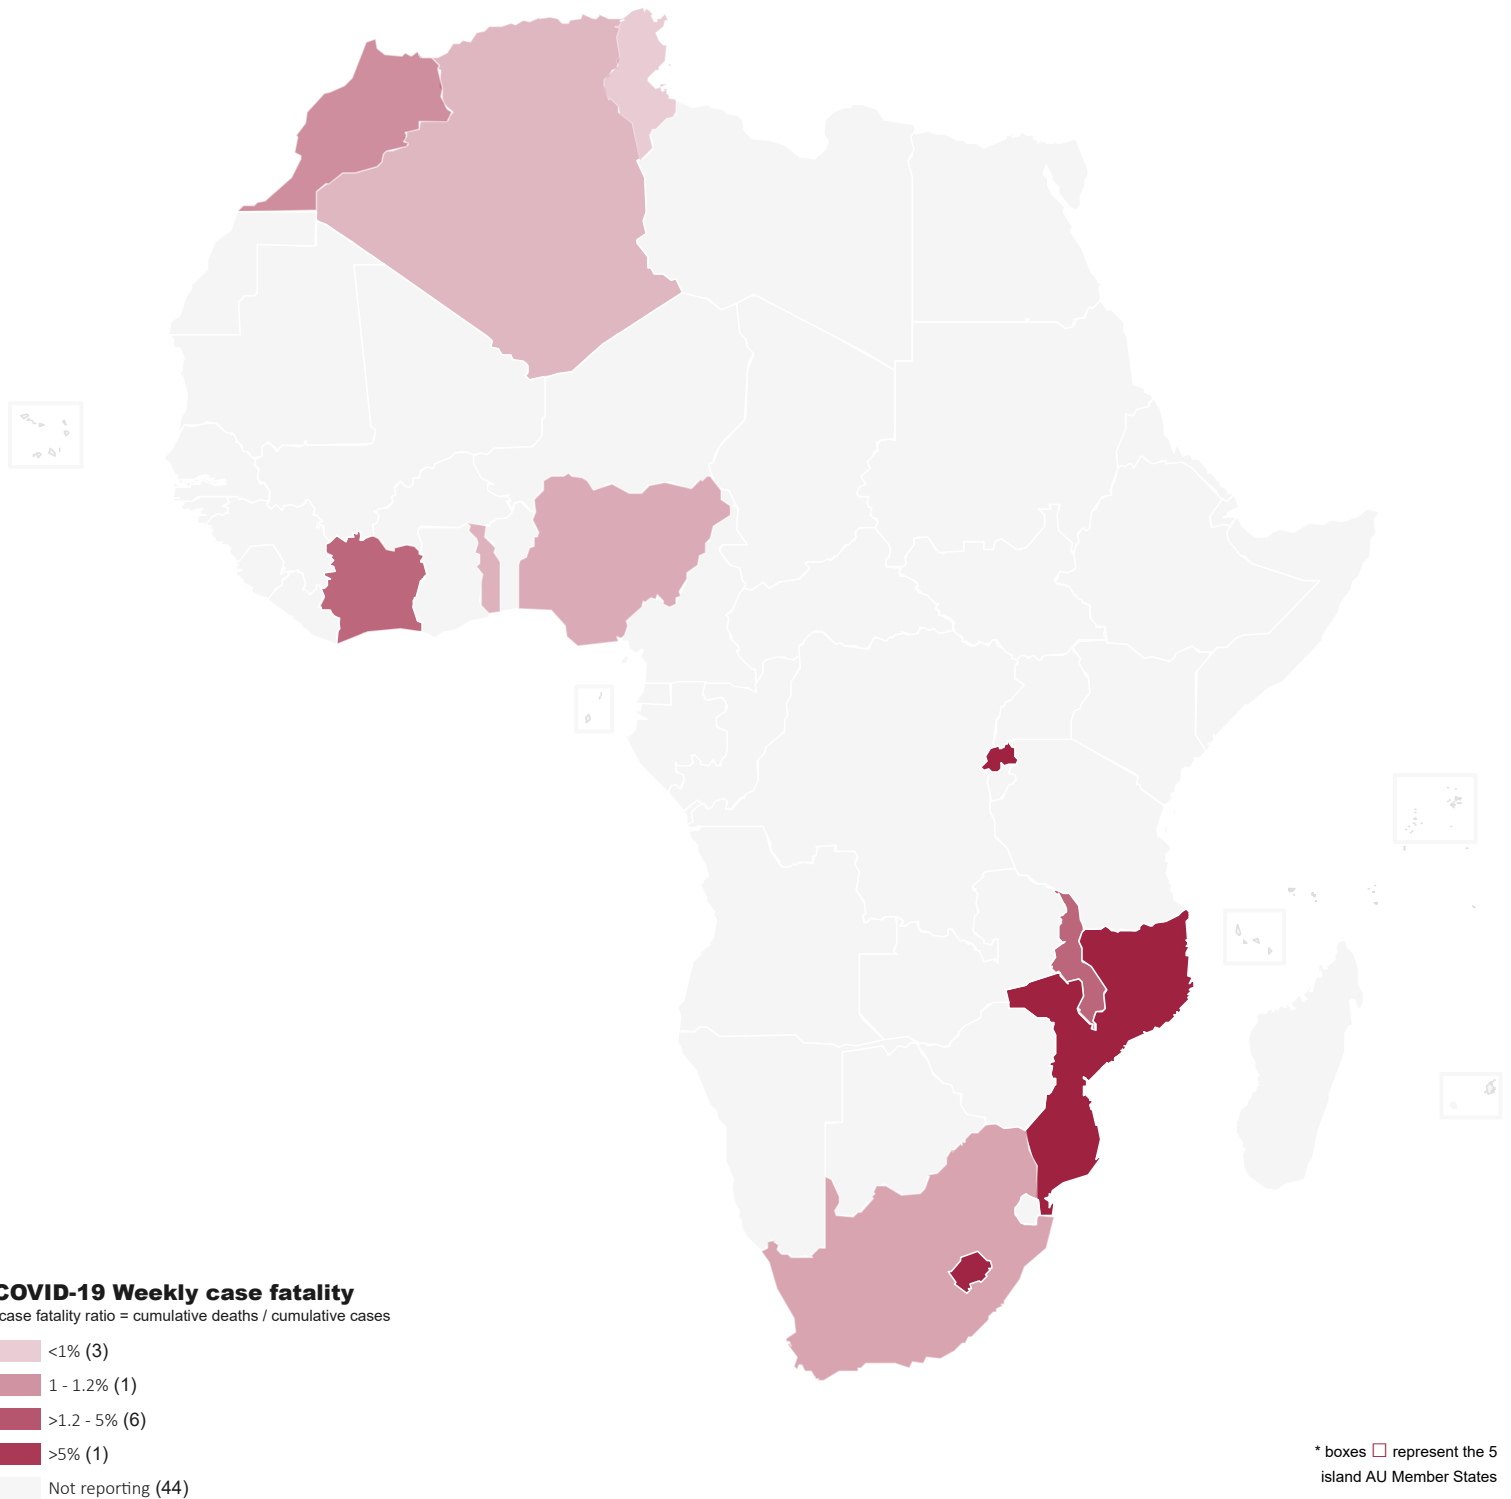 COVID-19 Weekly case fatality
case fatality ratio = cumulative deaths / cumulative cases
<1% (3)
1 - 1.2% (1)
>1.2 - 5% (6)
>5% (1)
Not reporting (44)
* boxes □ represent the 5
island AU Member States